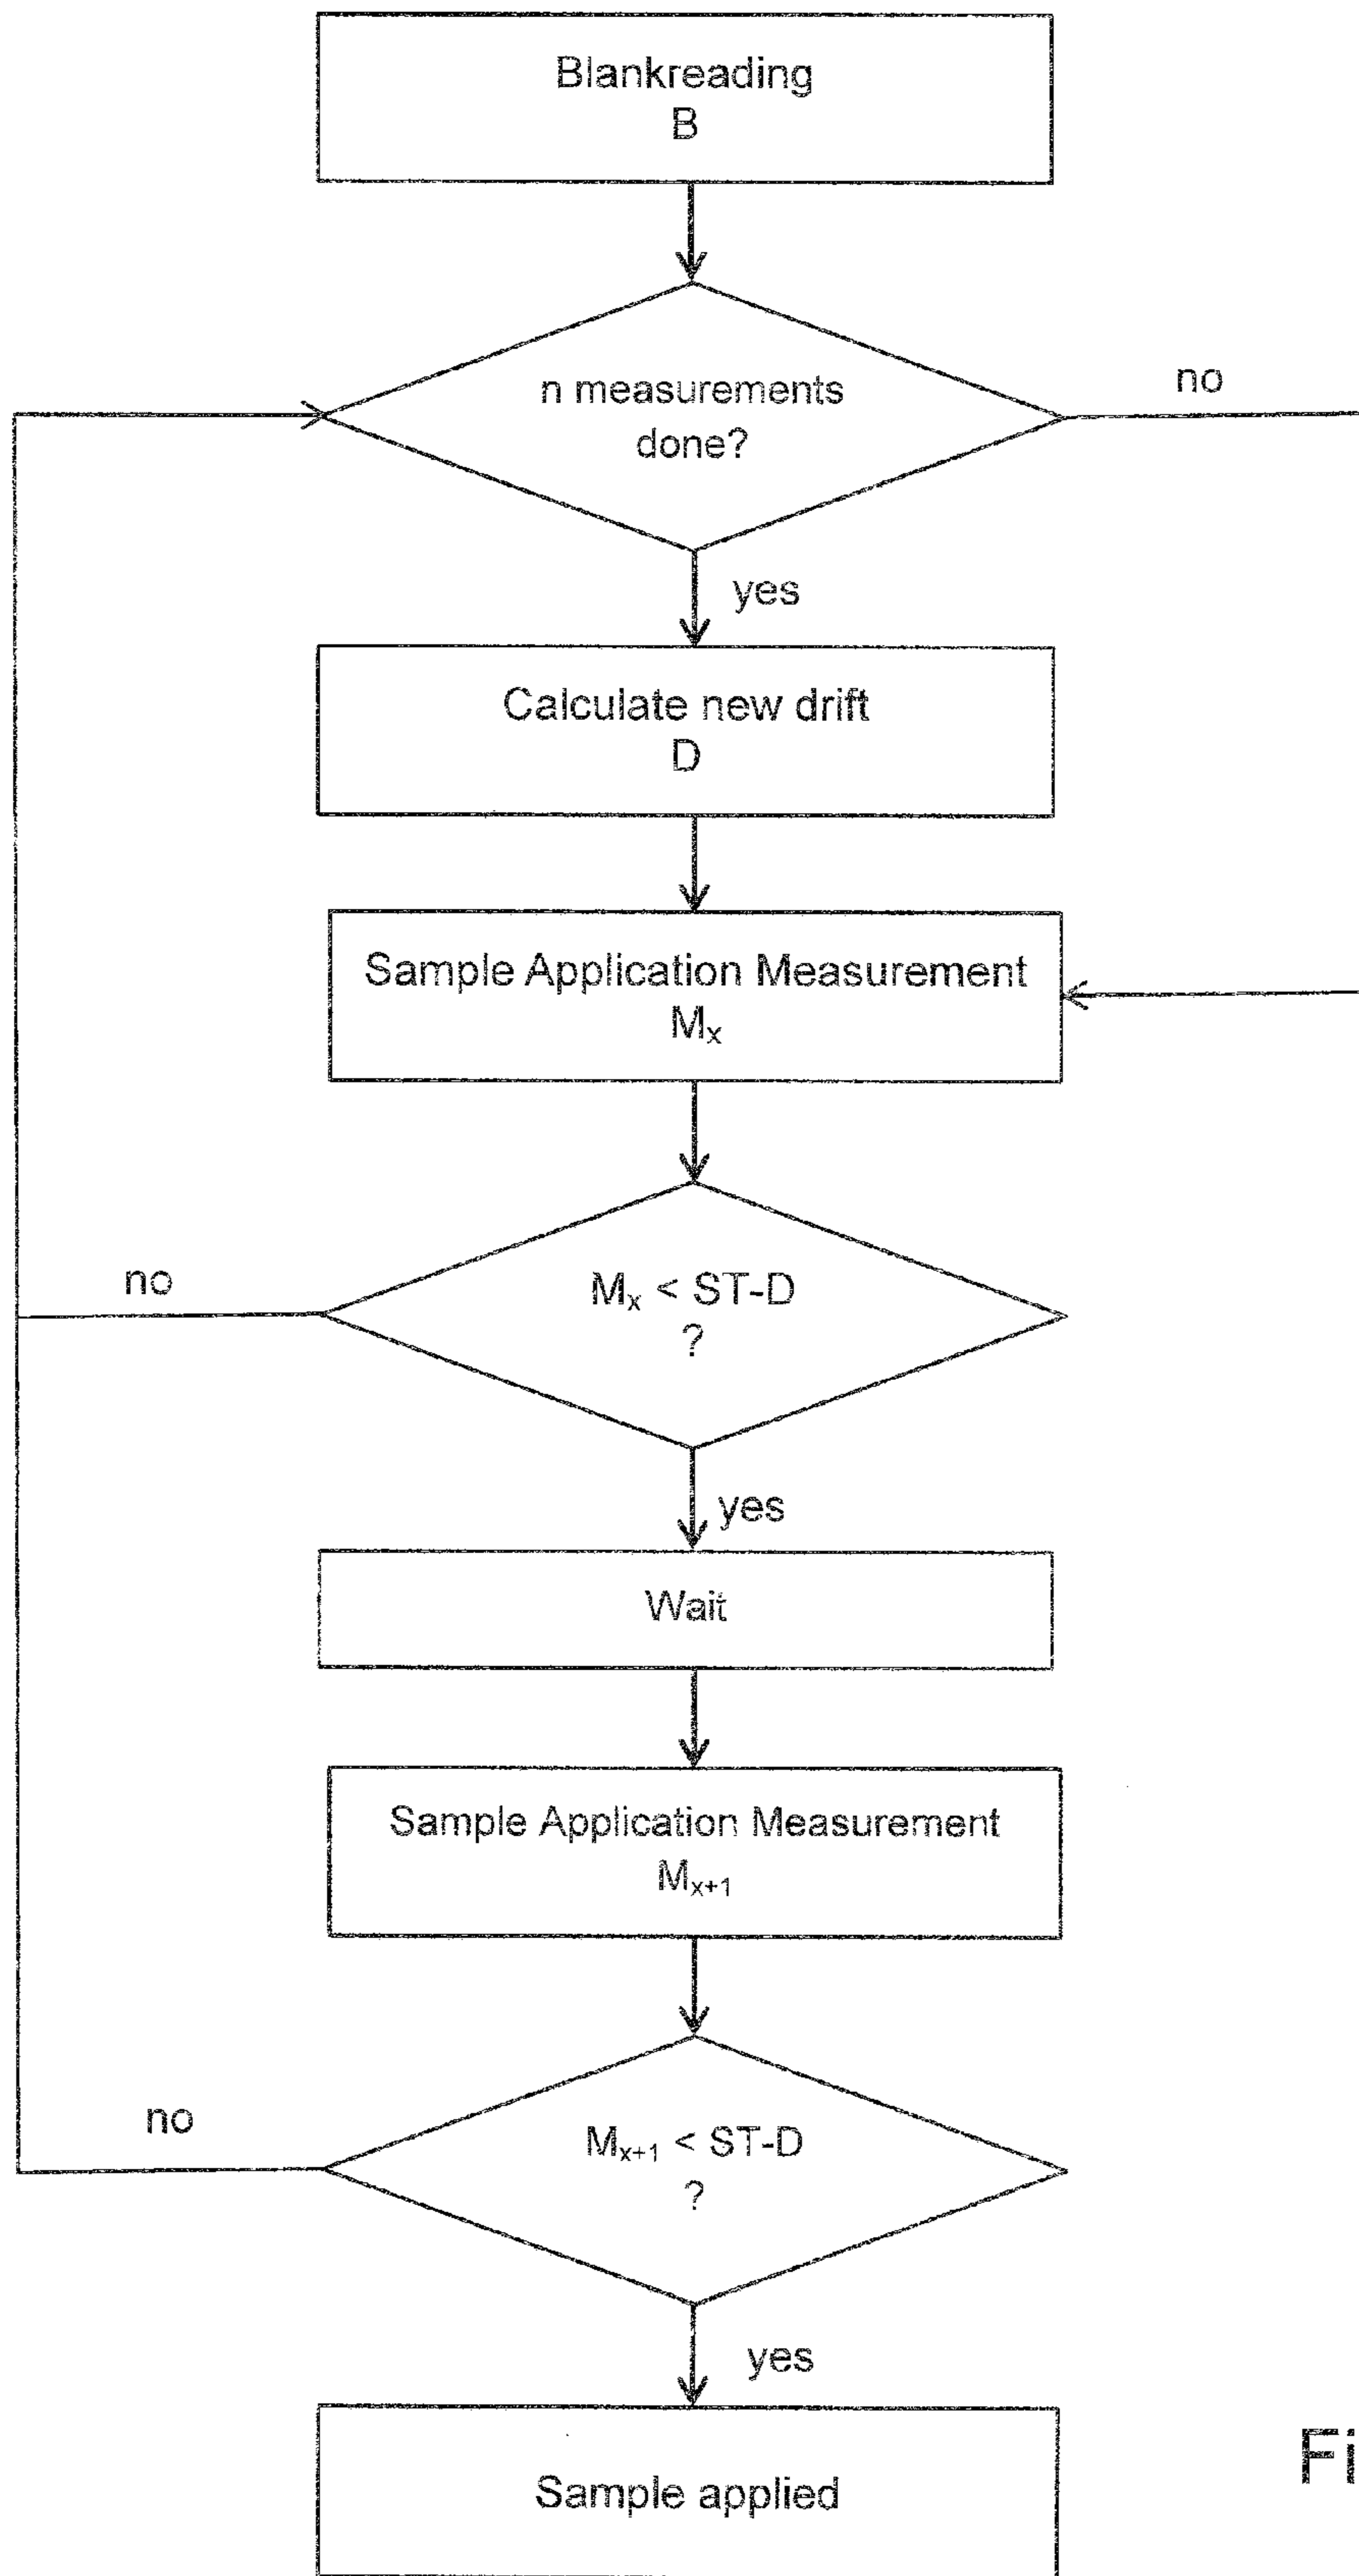 Blankreading
B
n measurements
done?
no
yes
Calculate new drift
D
Sample Application Measurement
Mₓ
no
Mₓ < ST-D
?
yes
Wait
Sample Application Measurement
Mₓ₊₁
no
Mₓ₊₁ < ST-D
?
yes
Sample applied
Fi